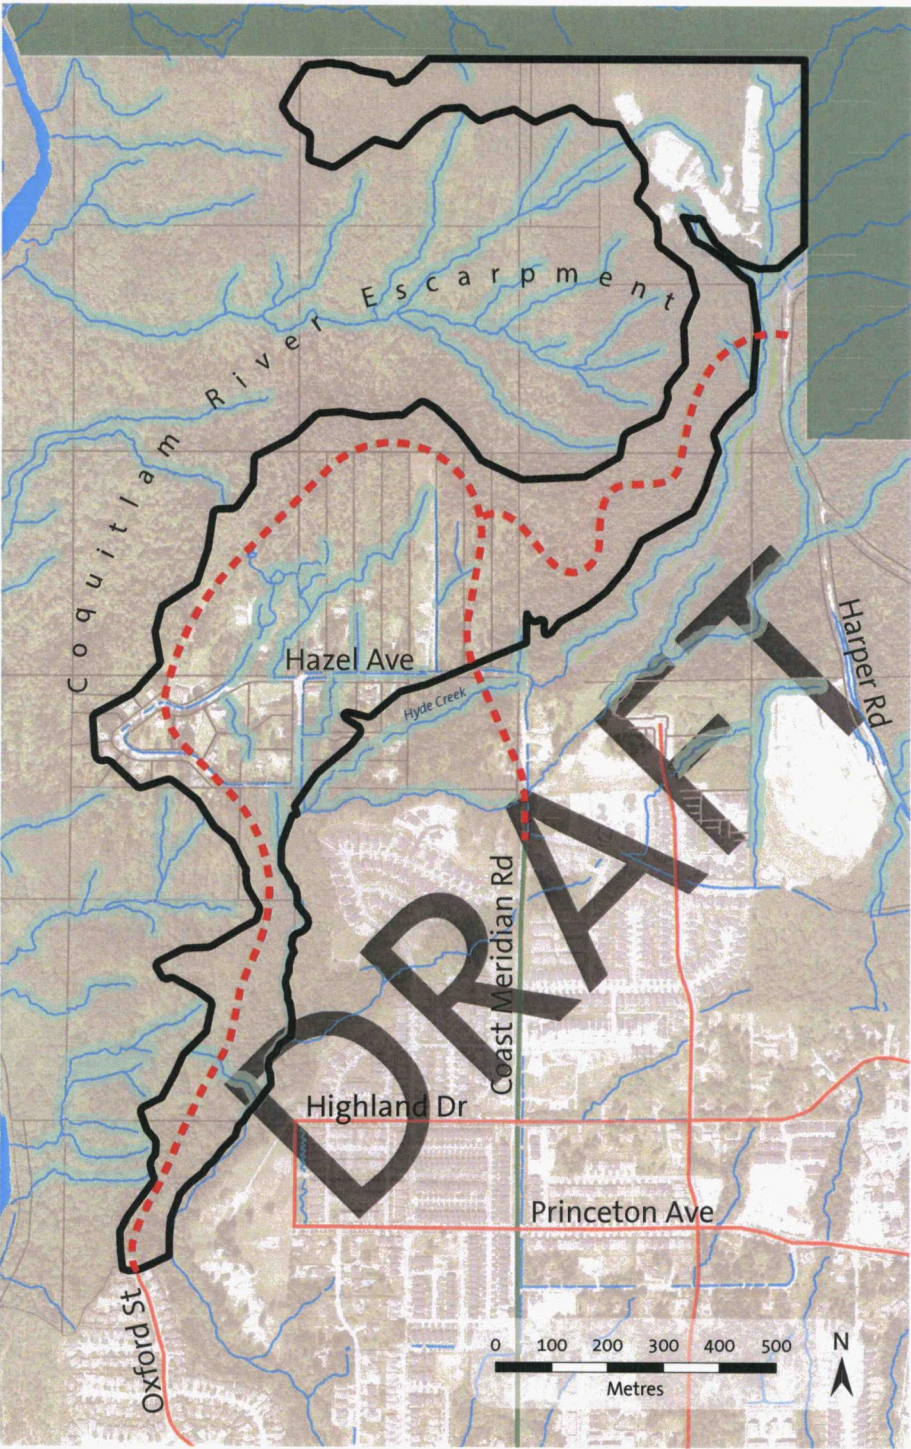 Coquitlam River Escarpment
Hazel Ave
Hyde Creek
Harper Rd
Coast Meridian Rd
DRAFT
Highland Dr
Princeton Ave
Oxford St
0 100 200 300 400 500
Metres
N